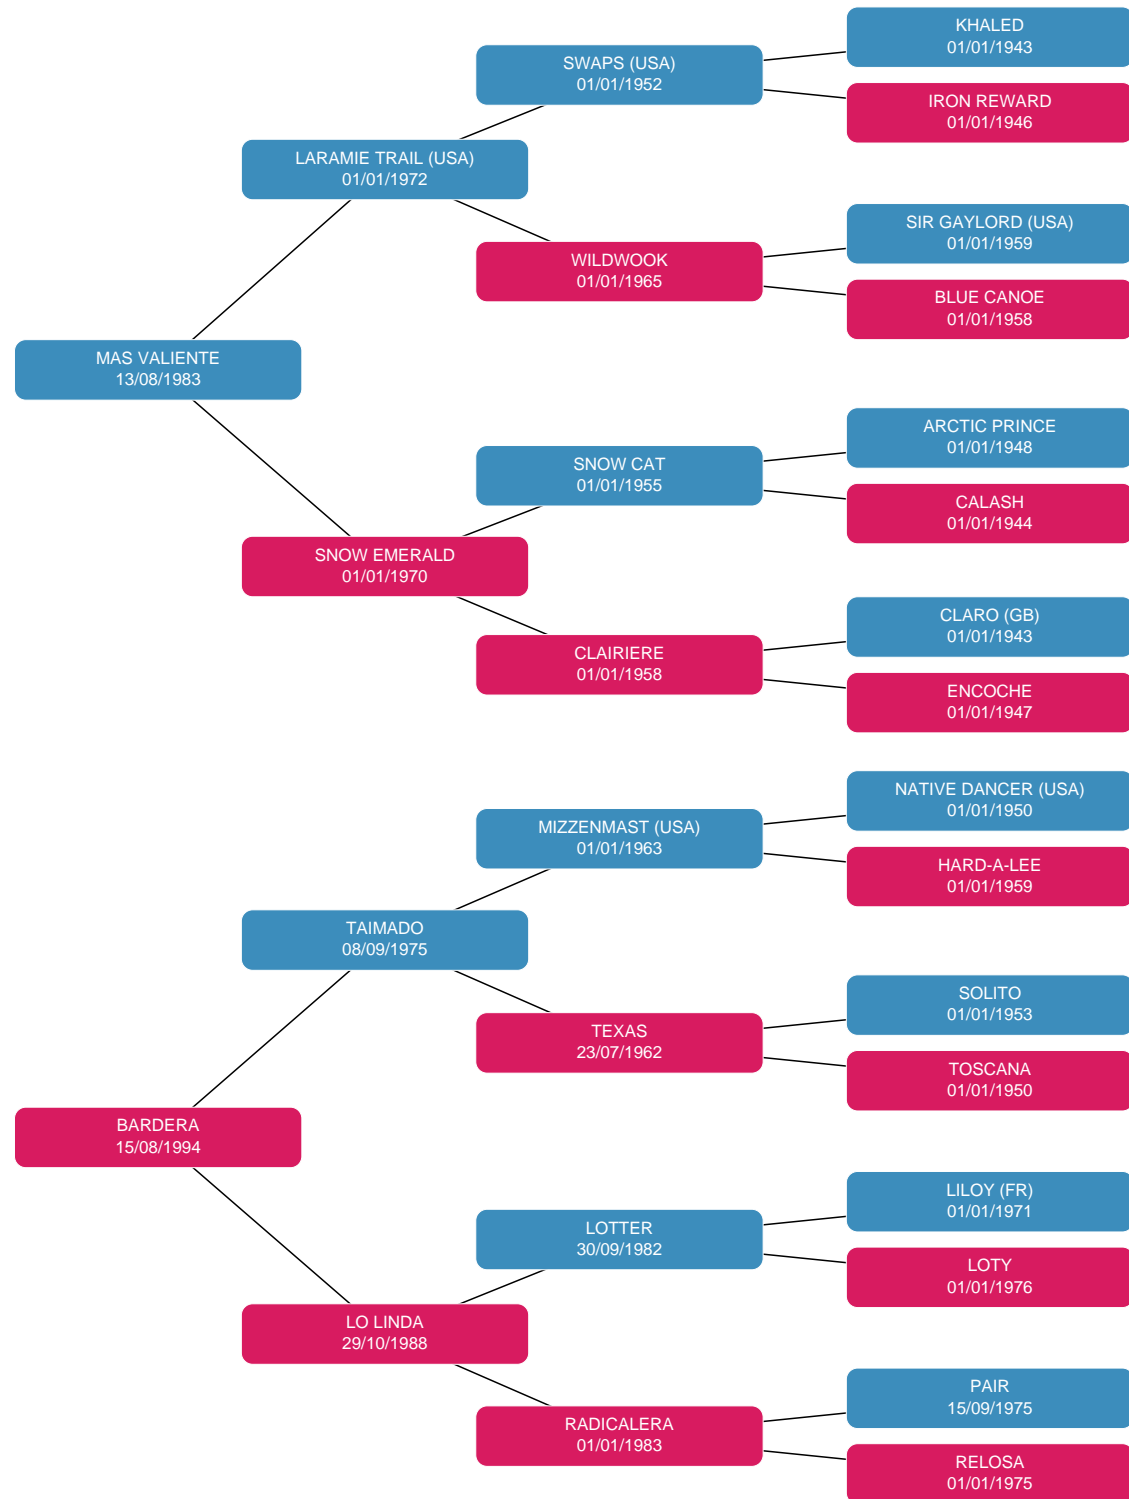 KHALED
01/01/1943
SWAPS (USA)
01/01/1952
IRON REWARD
01/01/1946
LARAMIE TRAIL (USA)
01/01/1972
SIR GAYLORD (USA)
01/01/1959
WILDWOOK
01/01/1965
BLUE CANOE
01/01/1958
MAS VALIENTE
13/08/1983
ARCTIC PRINCE
01/01/1948
SNOW CAT
01/01/1955
CALASH
01/01/1944
SNOW EMERALD
01/01/1970
CLARO (GB)
01/01/1943
CLAIRIERE
01/01/1958
ENCOCHE
01/01/1947
NATIVE DANCER (USA)
01/01/1950
MIZZENMAST (USA)
01/01/1963
HARD-A-LEE
01/01/1959
TAIMADO
08/09/1975
SOLITO
01/01/1953
TEXAS
23/07/1962
TOSCANA
01/01/1950
BARDERA
15/08/1994
LILOY (FR)
01/01/1971
LOTTER
30/09/1982
LOTY
01/01/1976
LO LINDA
29/10/1988
PAIR
15/09/1975
RADICALERA
01/01/1983
RELOSA
01/01/1975